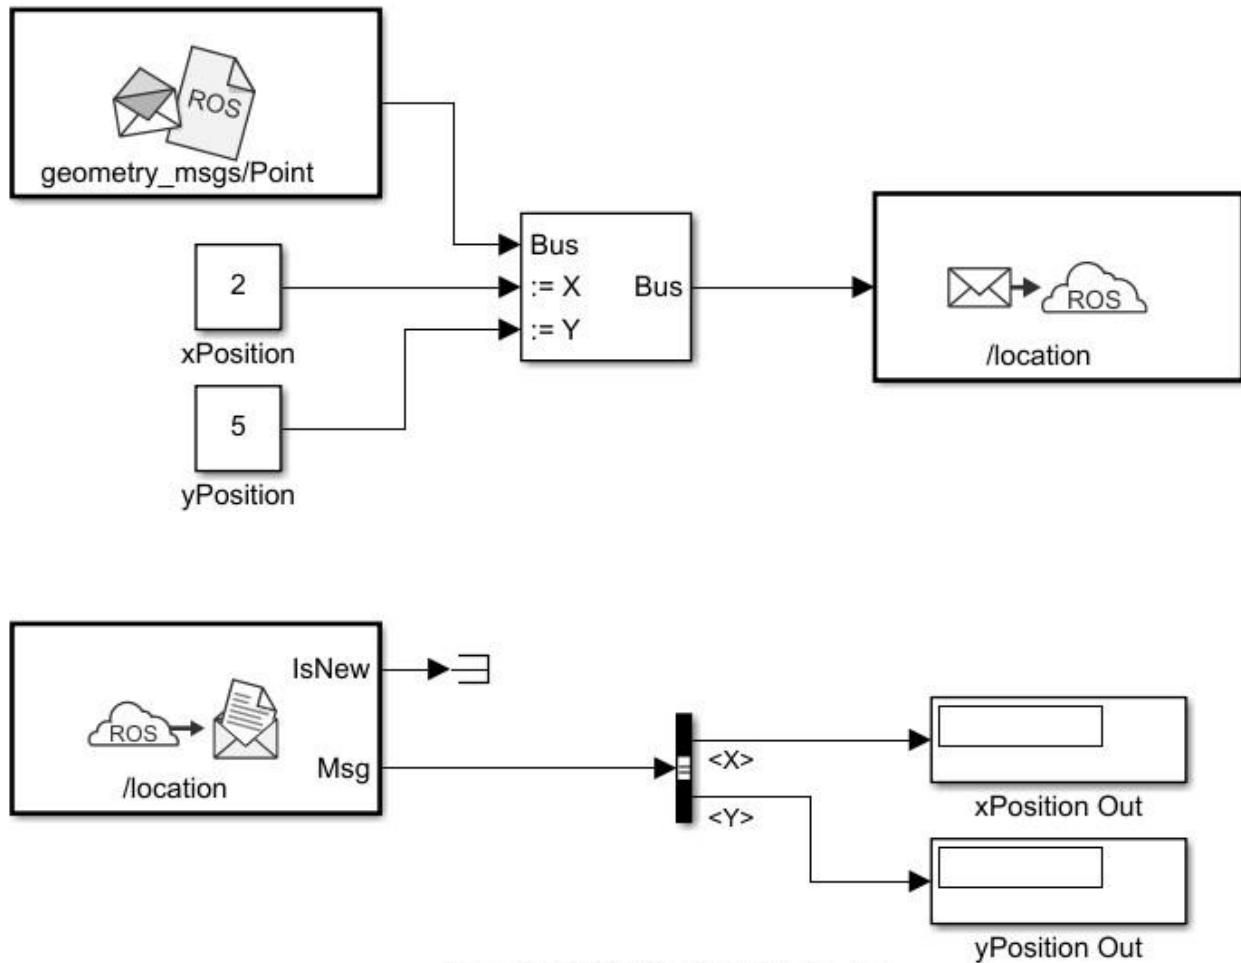 ROS
geometry_msgs/Point
2
xPosition
5
yPosition
Bus
:= X
:= Y
Bus
ROS
/location
IsNew
ROS
Msg
/location
<X>
<Y>
xPosition Out
yPosition Out